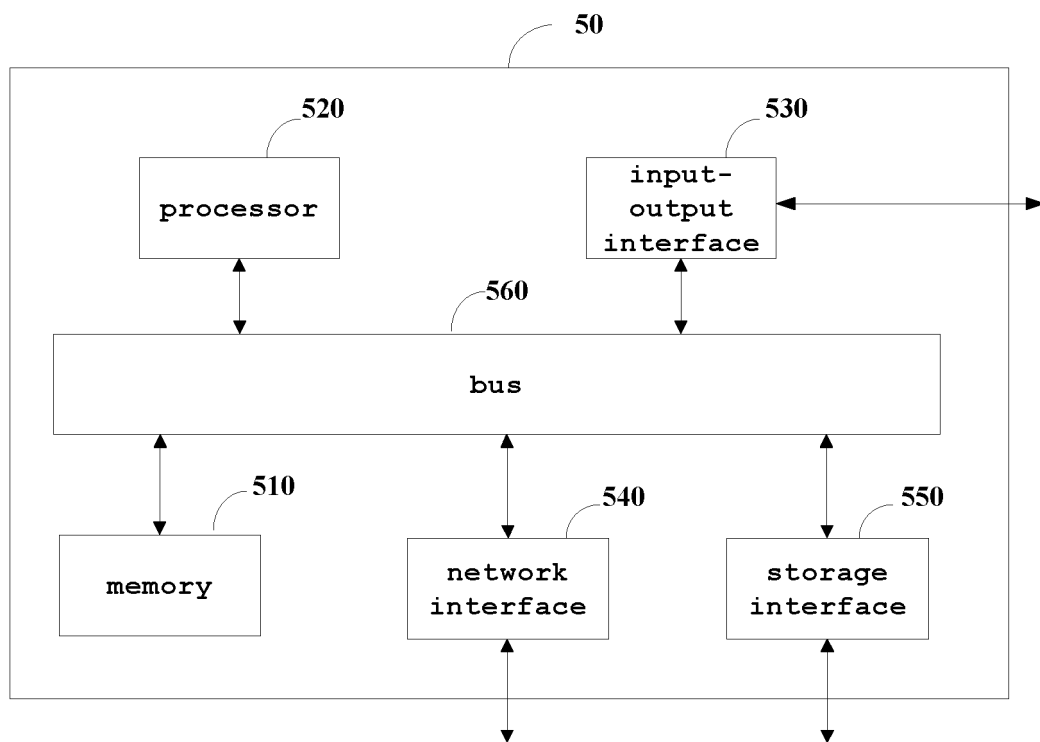 50
520
530
processor
input-
output
interface
560
bus
510
540
550
memory
network
interface
storage
interface